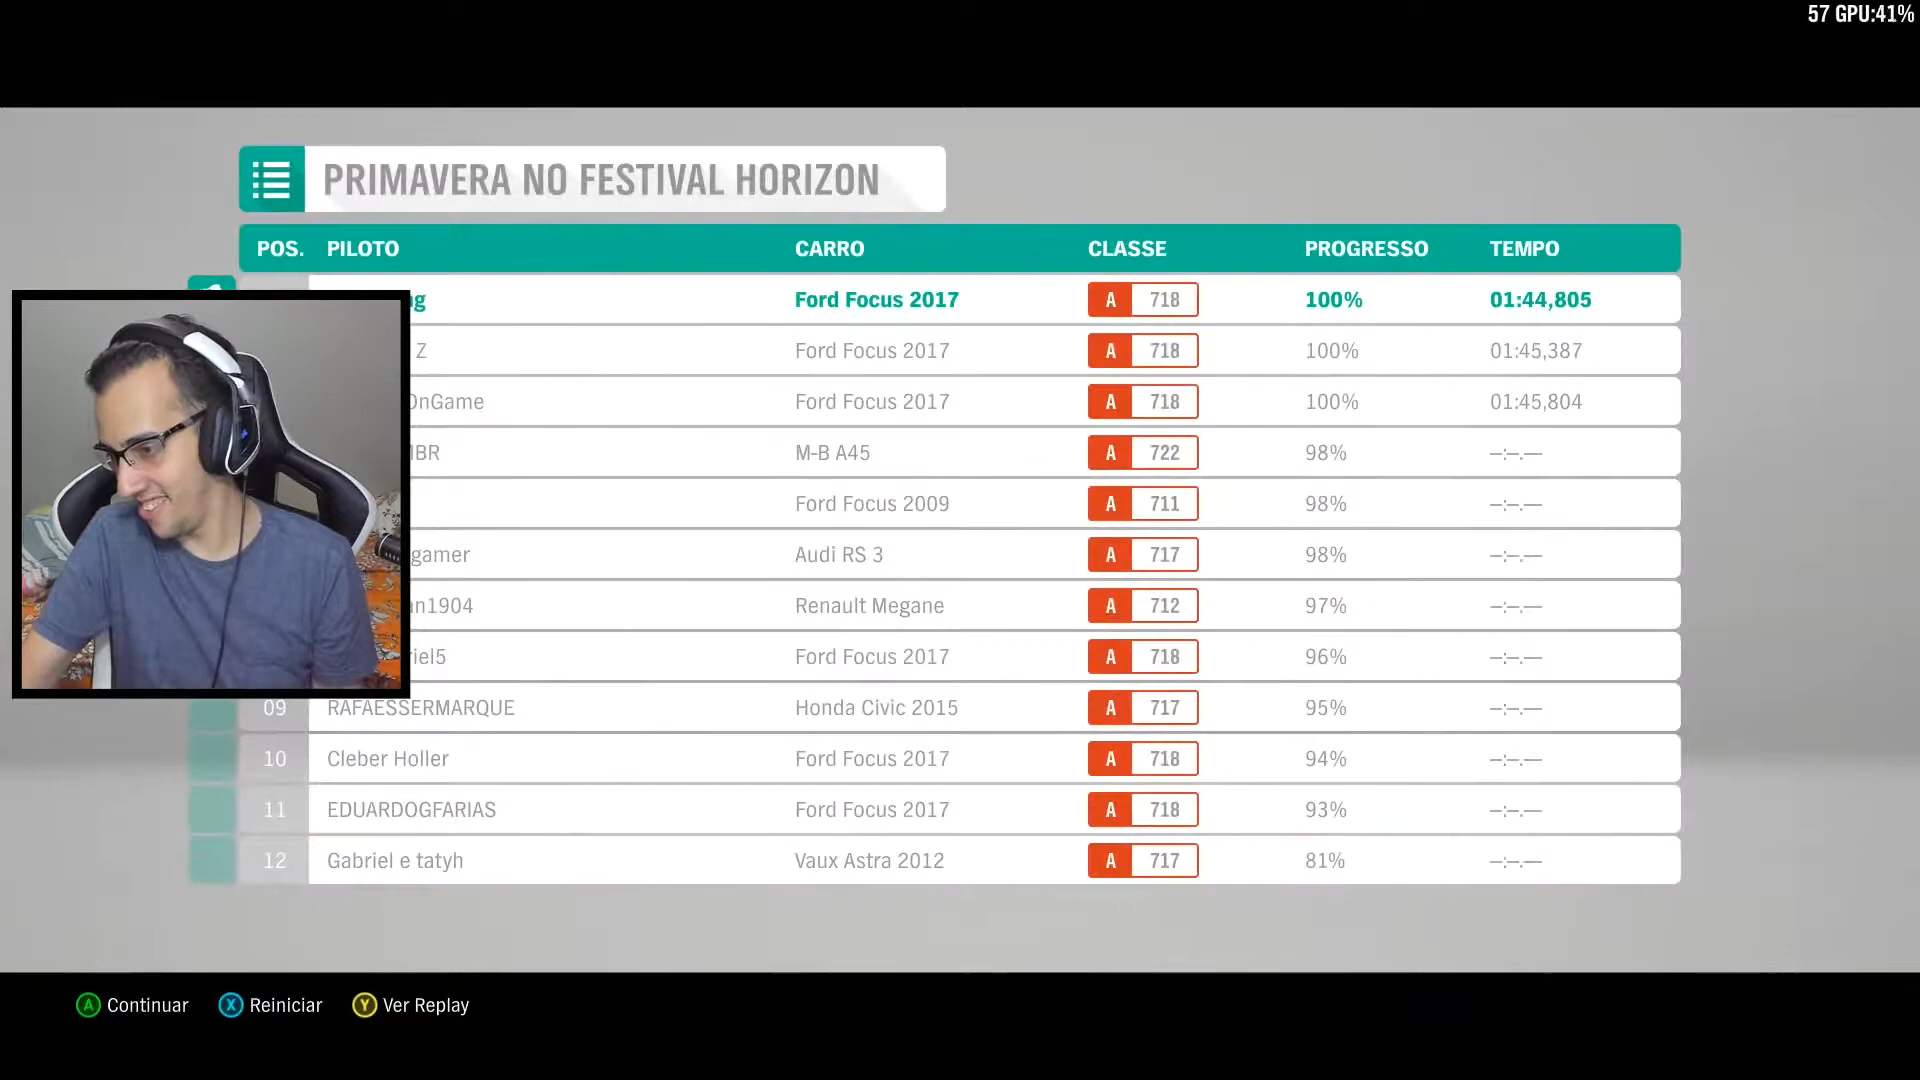 57 GPU:41%
PRIMAVERA NO FESTIVAL HORIZON
POS. PILOTO CARRO CLASSE PROGRESSO TEMPO
Ford Focus 2017 A 718 100% 01:44,805
Z Ford Focus 2017 A 718 100% 01:45,387
OnGame Ford Focus 2017 A 718 100% 01:45,804
M-B A45 A 722 98% –:–.–
Ford Focus 2009 A 711 98% –:–.–
gamer Audi RS 3 A 717 98% –:–.–
n1904 Renault Megane A 712 97% –:–.–
iel5 Ford Focus 2017 A 718 96% –:–.–
09 RAFAESSERMARQUE Honda Civic 2015 A 717 95% –:–.–
10 Cleber Holler Ford Focus 2017 A 718 94% –:–.–
11 EDUARDOGFARIAS Ford Focus 2017 A 718 93% –:–.–
12 Gabriel e tatyh Vaux Astra 2012 A 717 81% –:–.–
A Continuar X Reiniciar Y Ver Replay